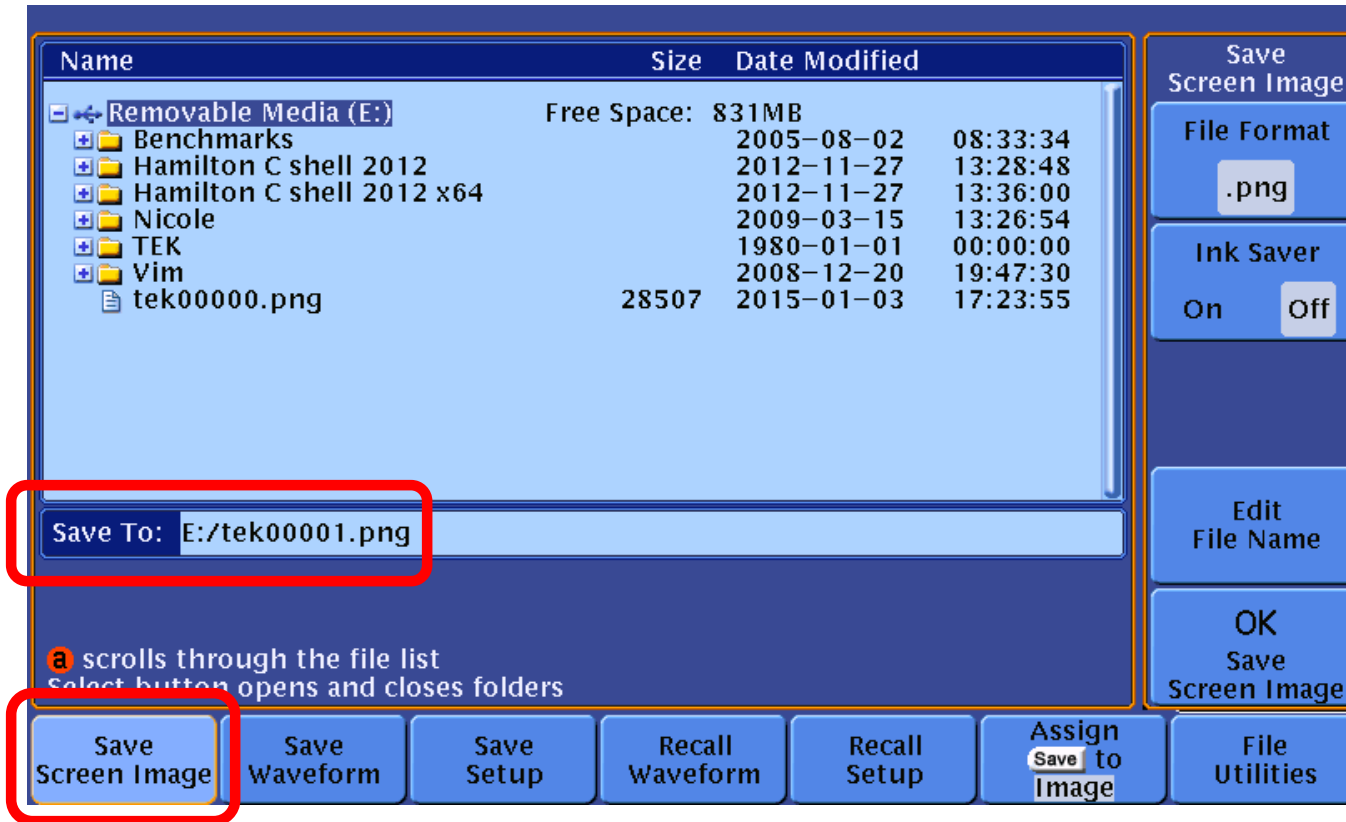 Name Size Date Modified
Removable Media (E:) Free Space: 831MB
Benchmarks 2005-08-02 08:33:34
Hamilton C shell 2012 2012-11-27 13:28:48
Hamilton C shell 2012 x64 2012-11-27 13:36:00
Nicole 2009-03-15 13:26:54
TEK 1980-01-01 00:00:00
Vim 2008-12-20 19:47:30
tek00000.png 28507 2015-01-03 17:23:55
Save To: E:/tek00001.png
a scrolls through the file list
Select button opens and closes folders
Save
Screen Image
File Format
.png
Ink Saver
On Off
Edit
File Name
OK
Save
Screen Image
Save
Screen Image
Save
Waveform
Save
Setup
Recall
Waveform
Recall
Setup
Assign
Save to
Image
File
Utilities